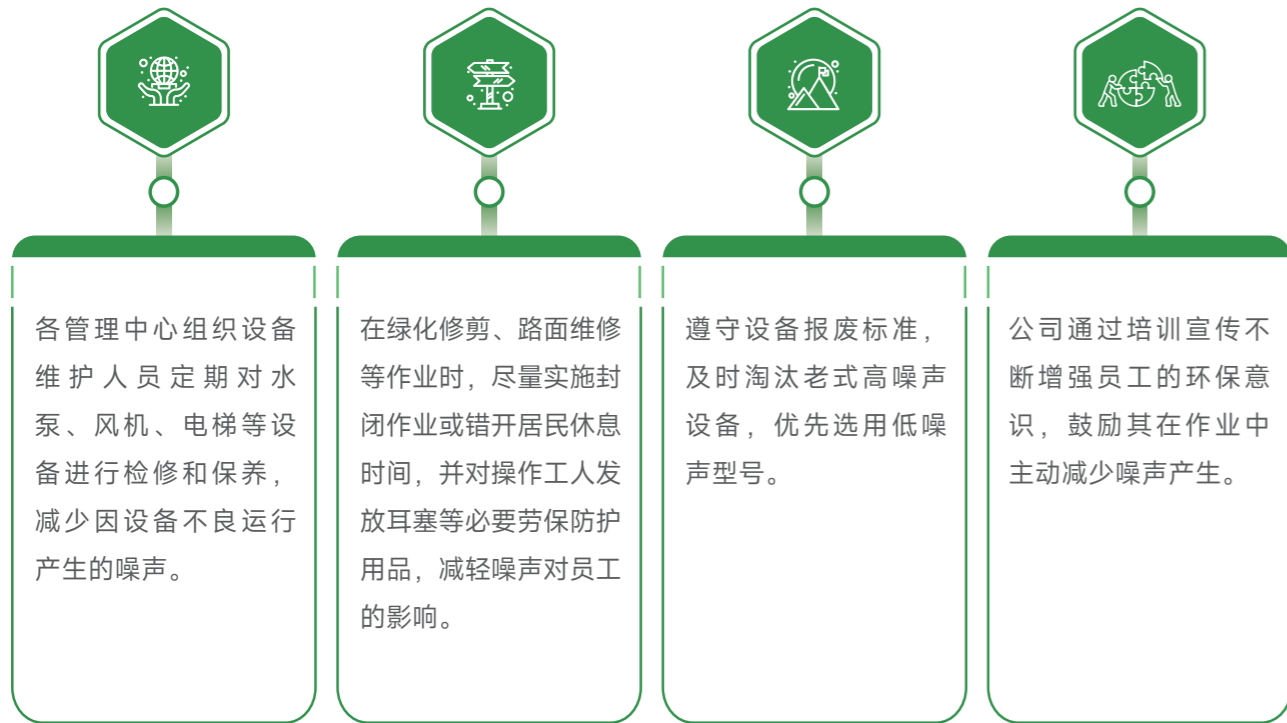 各管理中心组织设备
维护人员定期对水
泵、风机、电梯等设
备进行检修和保养，
减少因设备不良运行
产生的噪声。
在绿化修剪、路面维修
等作业时，尽量实施封
闭作业或错开居民休息
时间，并对操作工人发
放耳塞等必要劳保防护
用品，减轻噪声对员工
的影响。
遵守设备报废标准，
及时淘汰老式高噪声
设备，优先选用低噪
声型号。
公司通过培训宣传不
断增强员工的环保意
识，鼓励其在作业中
主动减少噪声产生。